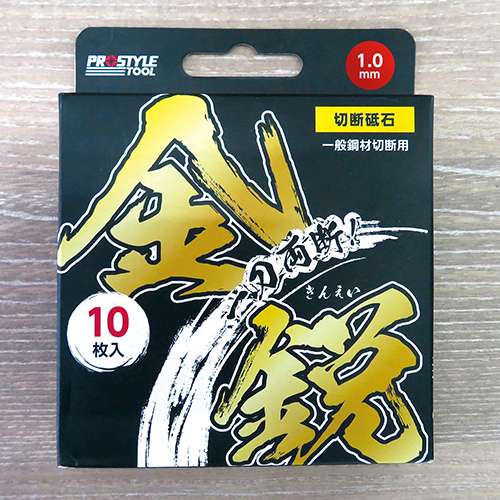 PROSTYLE
TOOL
1.0
mm
切断砥石
一般鋼材切断用
金鋭
一刀両断!
きんえい
10
枚入